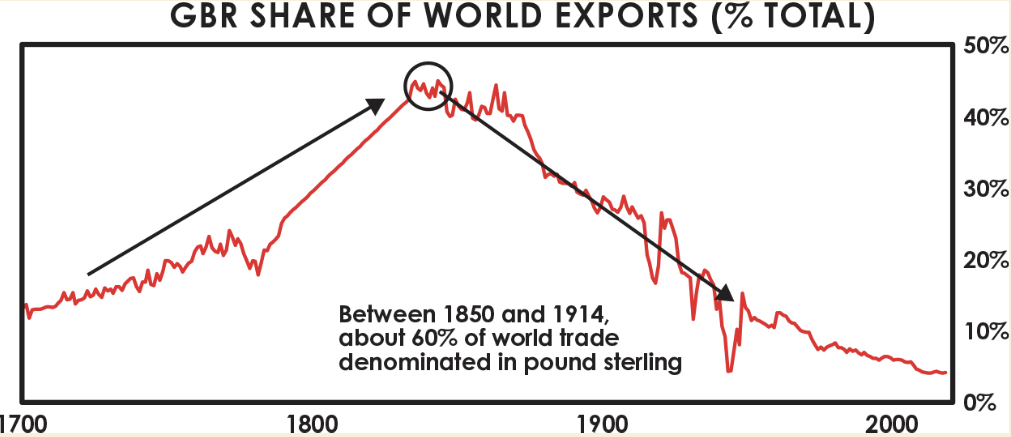 GBR SHARE OF WORLD EXPORTS (% TOTAL)
50%
40%
30%
20%
10%
0%
Between 1850 and 1914,
about 60% of world trade
denominated in pound sterling
1700 1800 1900 2000